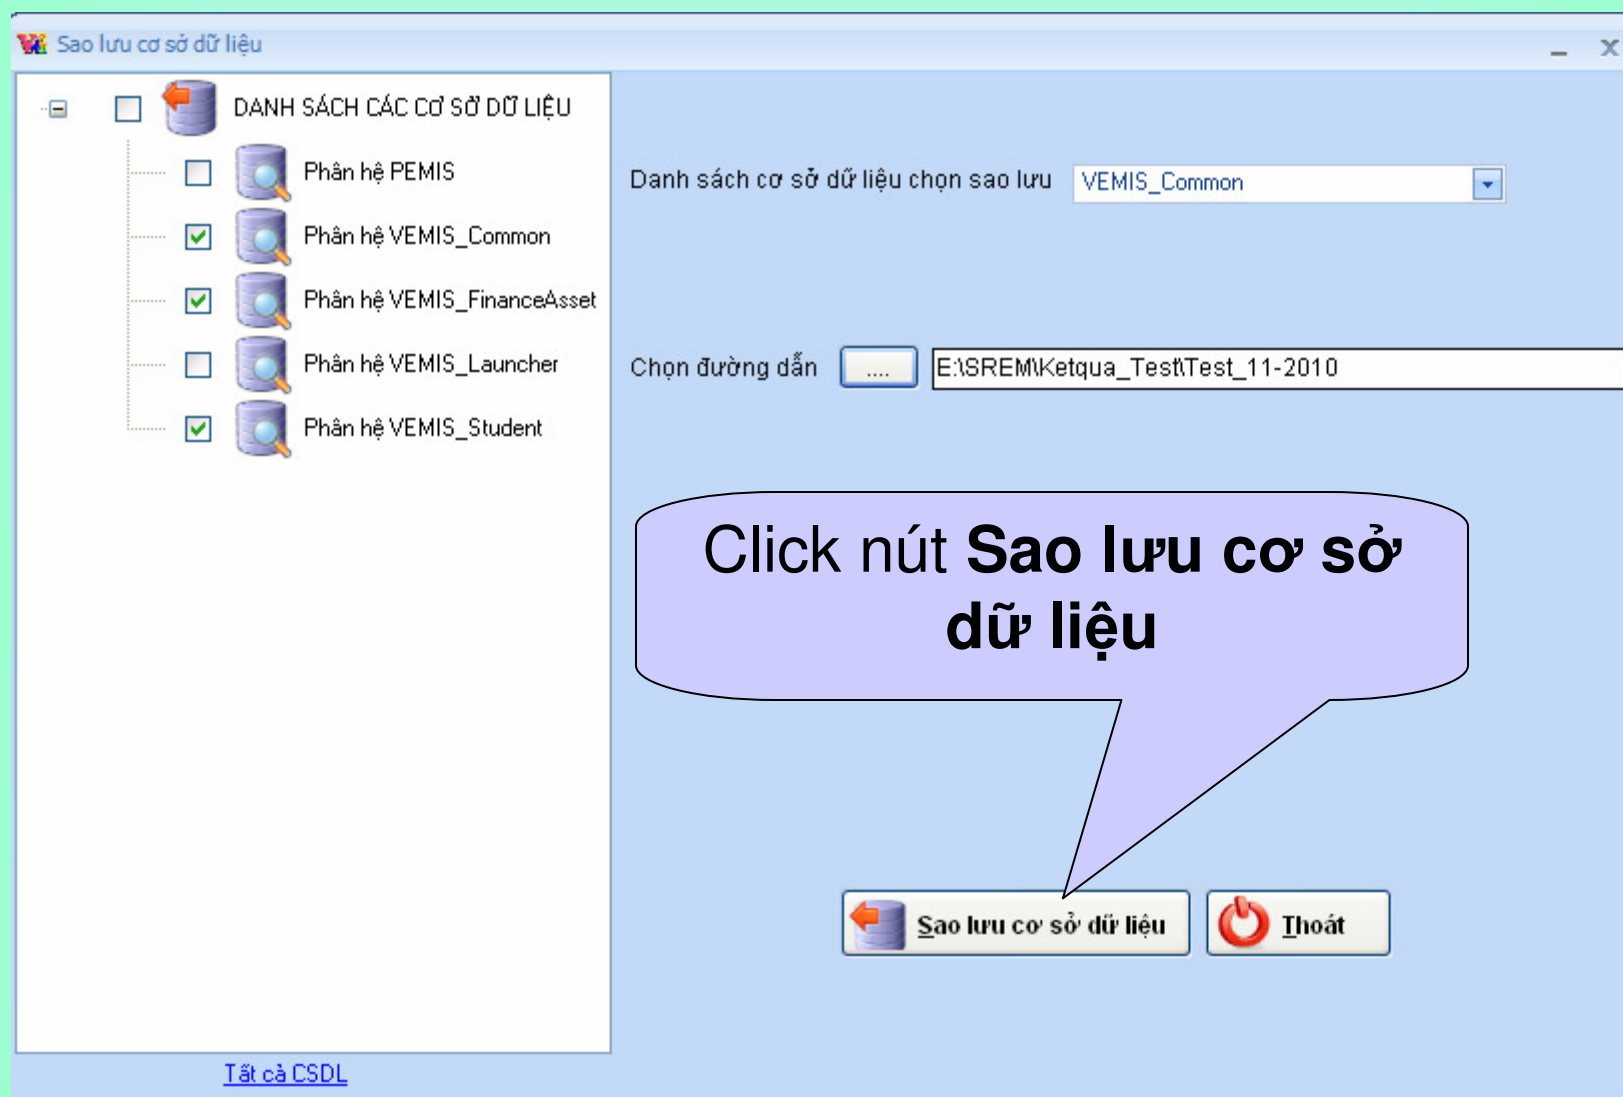 Sao lưu cơ sở dữ liệu
DANH SÁCH CÁC CƠ SỞ DỮ LIỆU
Phân hệ PEMIS
Phân hệ VEMIS_Common
Phân hệ VEMIS_FinanceAsset
Phân hệ VEMIS_Launcher
Phân hệ VEMIS_Student
Tất cả CSDL
Danh sách cơ sở dữ liệu chọn sao lưu VEMIS_Common
Chọn đường dẫn .... E:\SREM\Ketqua_Test\Test_11-2010
Click nút Sao lưu cơ sở
dữ liệu
Sao lưu cơ sở dữ liệu Thoát